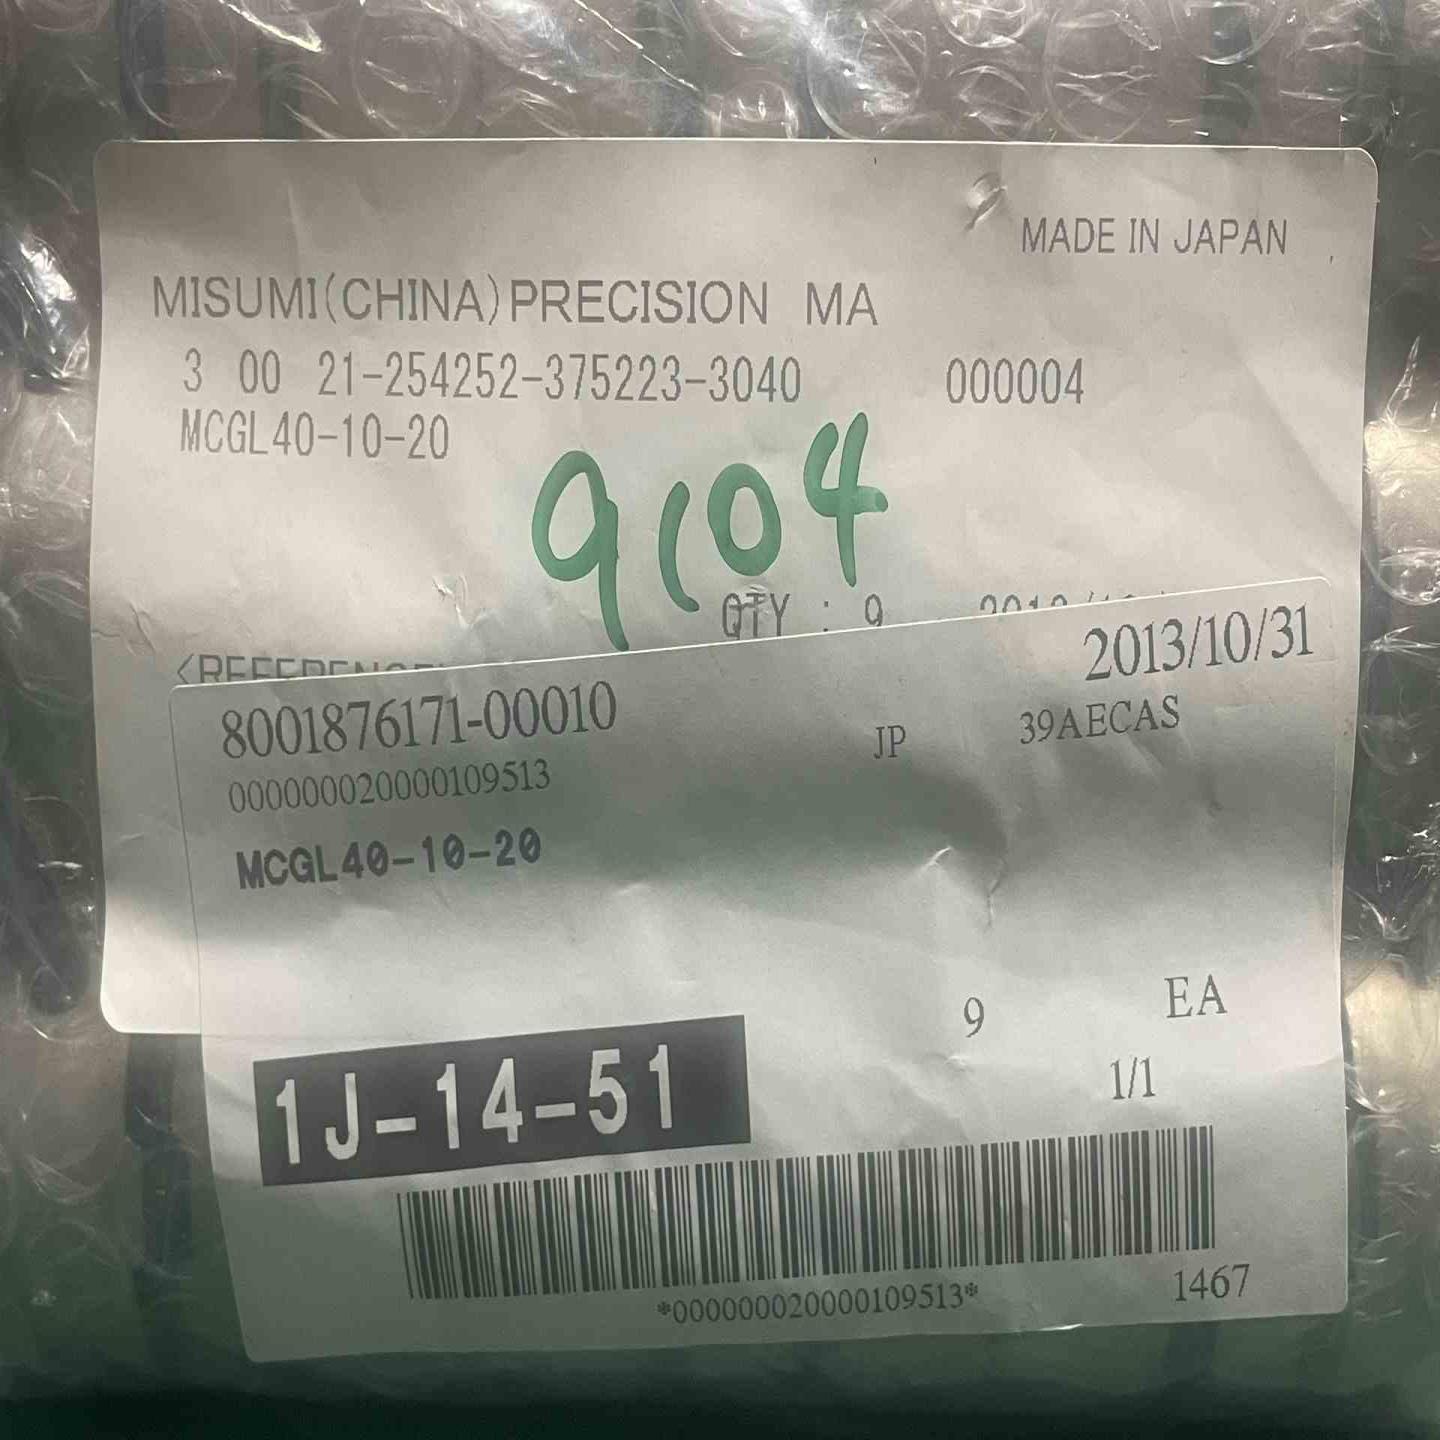 MADE IN JAPAN
MISUMI(CHINA)PRECISION MA
3 00 21-254252-375223-3040 000004
MCGL40-10-20
9104
QTY : 9
2013/10/31
8001876171-00010
JP 39AECAS
000000020000109513
MCGL40-10-20
9 EA
1J-14-51
1/1
*000000020000109513*
1467